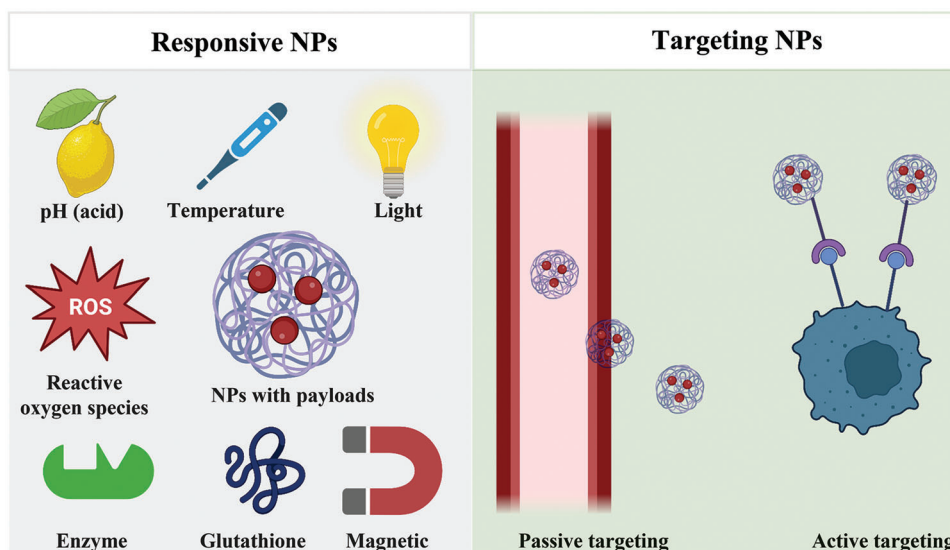 Responsive NPs
Targeting NPs
pH (acid)
Temperature
Light
ROS
Reactive
oxygen species
NPs with payloads
Enzyme
Glutathione
Magnetic
Passive targeting
Active targeting